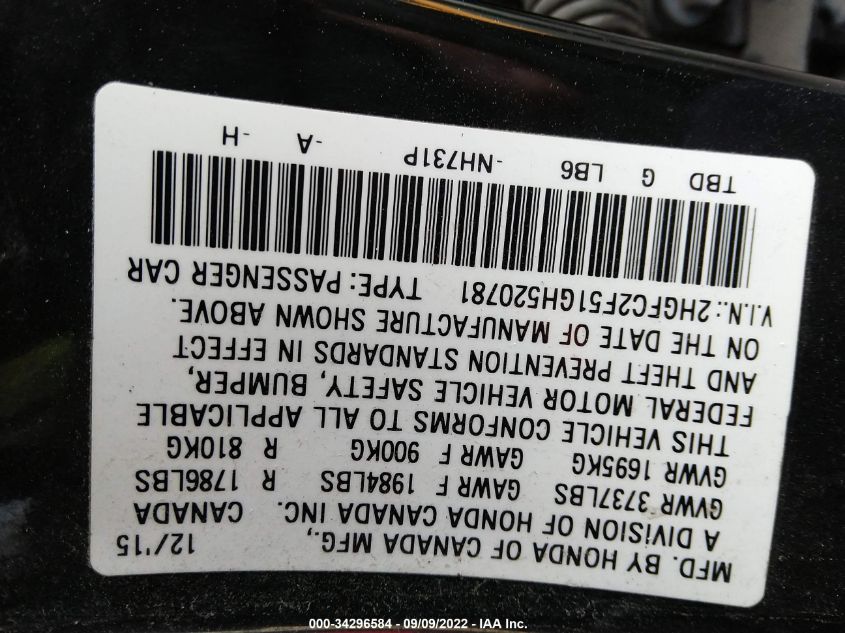 MFD. BY HONDA OF CANADA MFG., 12/'15
A DIVISION OF HONDA CANADA INC. CANADA
GVWR 3737LBS GAWR F 1984LBS R 1786LBS
GVWR 1695KG GAWR F 900KG R 810KG
THIS VEHICLE CONFORMS TO ALL APPLICABLE
FEDERAL MOTOR VEHICLE SAFETY, BUMPER,
AND THEFT PREVENTION STANDARDS IN EFFECT
ON THE DATE OF MANUFACTURE SHOWN ABOVE.
V.I.N.: 2HGFC2F51GH520781 TYPE: PASSENGER CAR
TBD G LB6 -NH731P -A -H
000-34296584 - 09/09/2022 - IAA Inc.